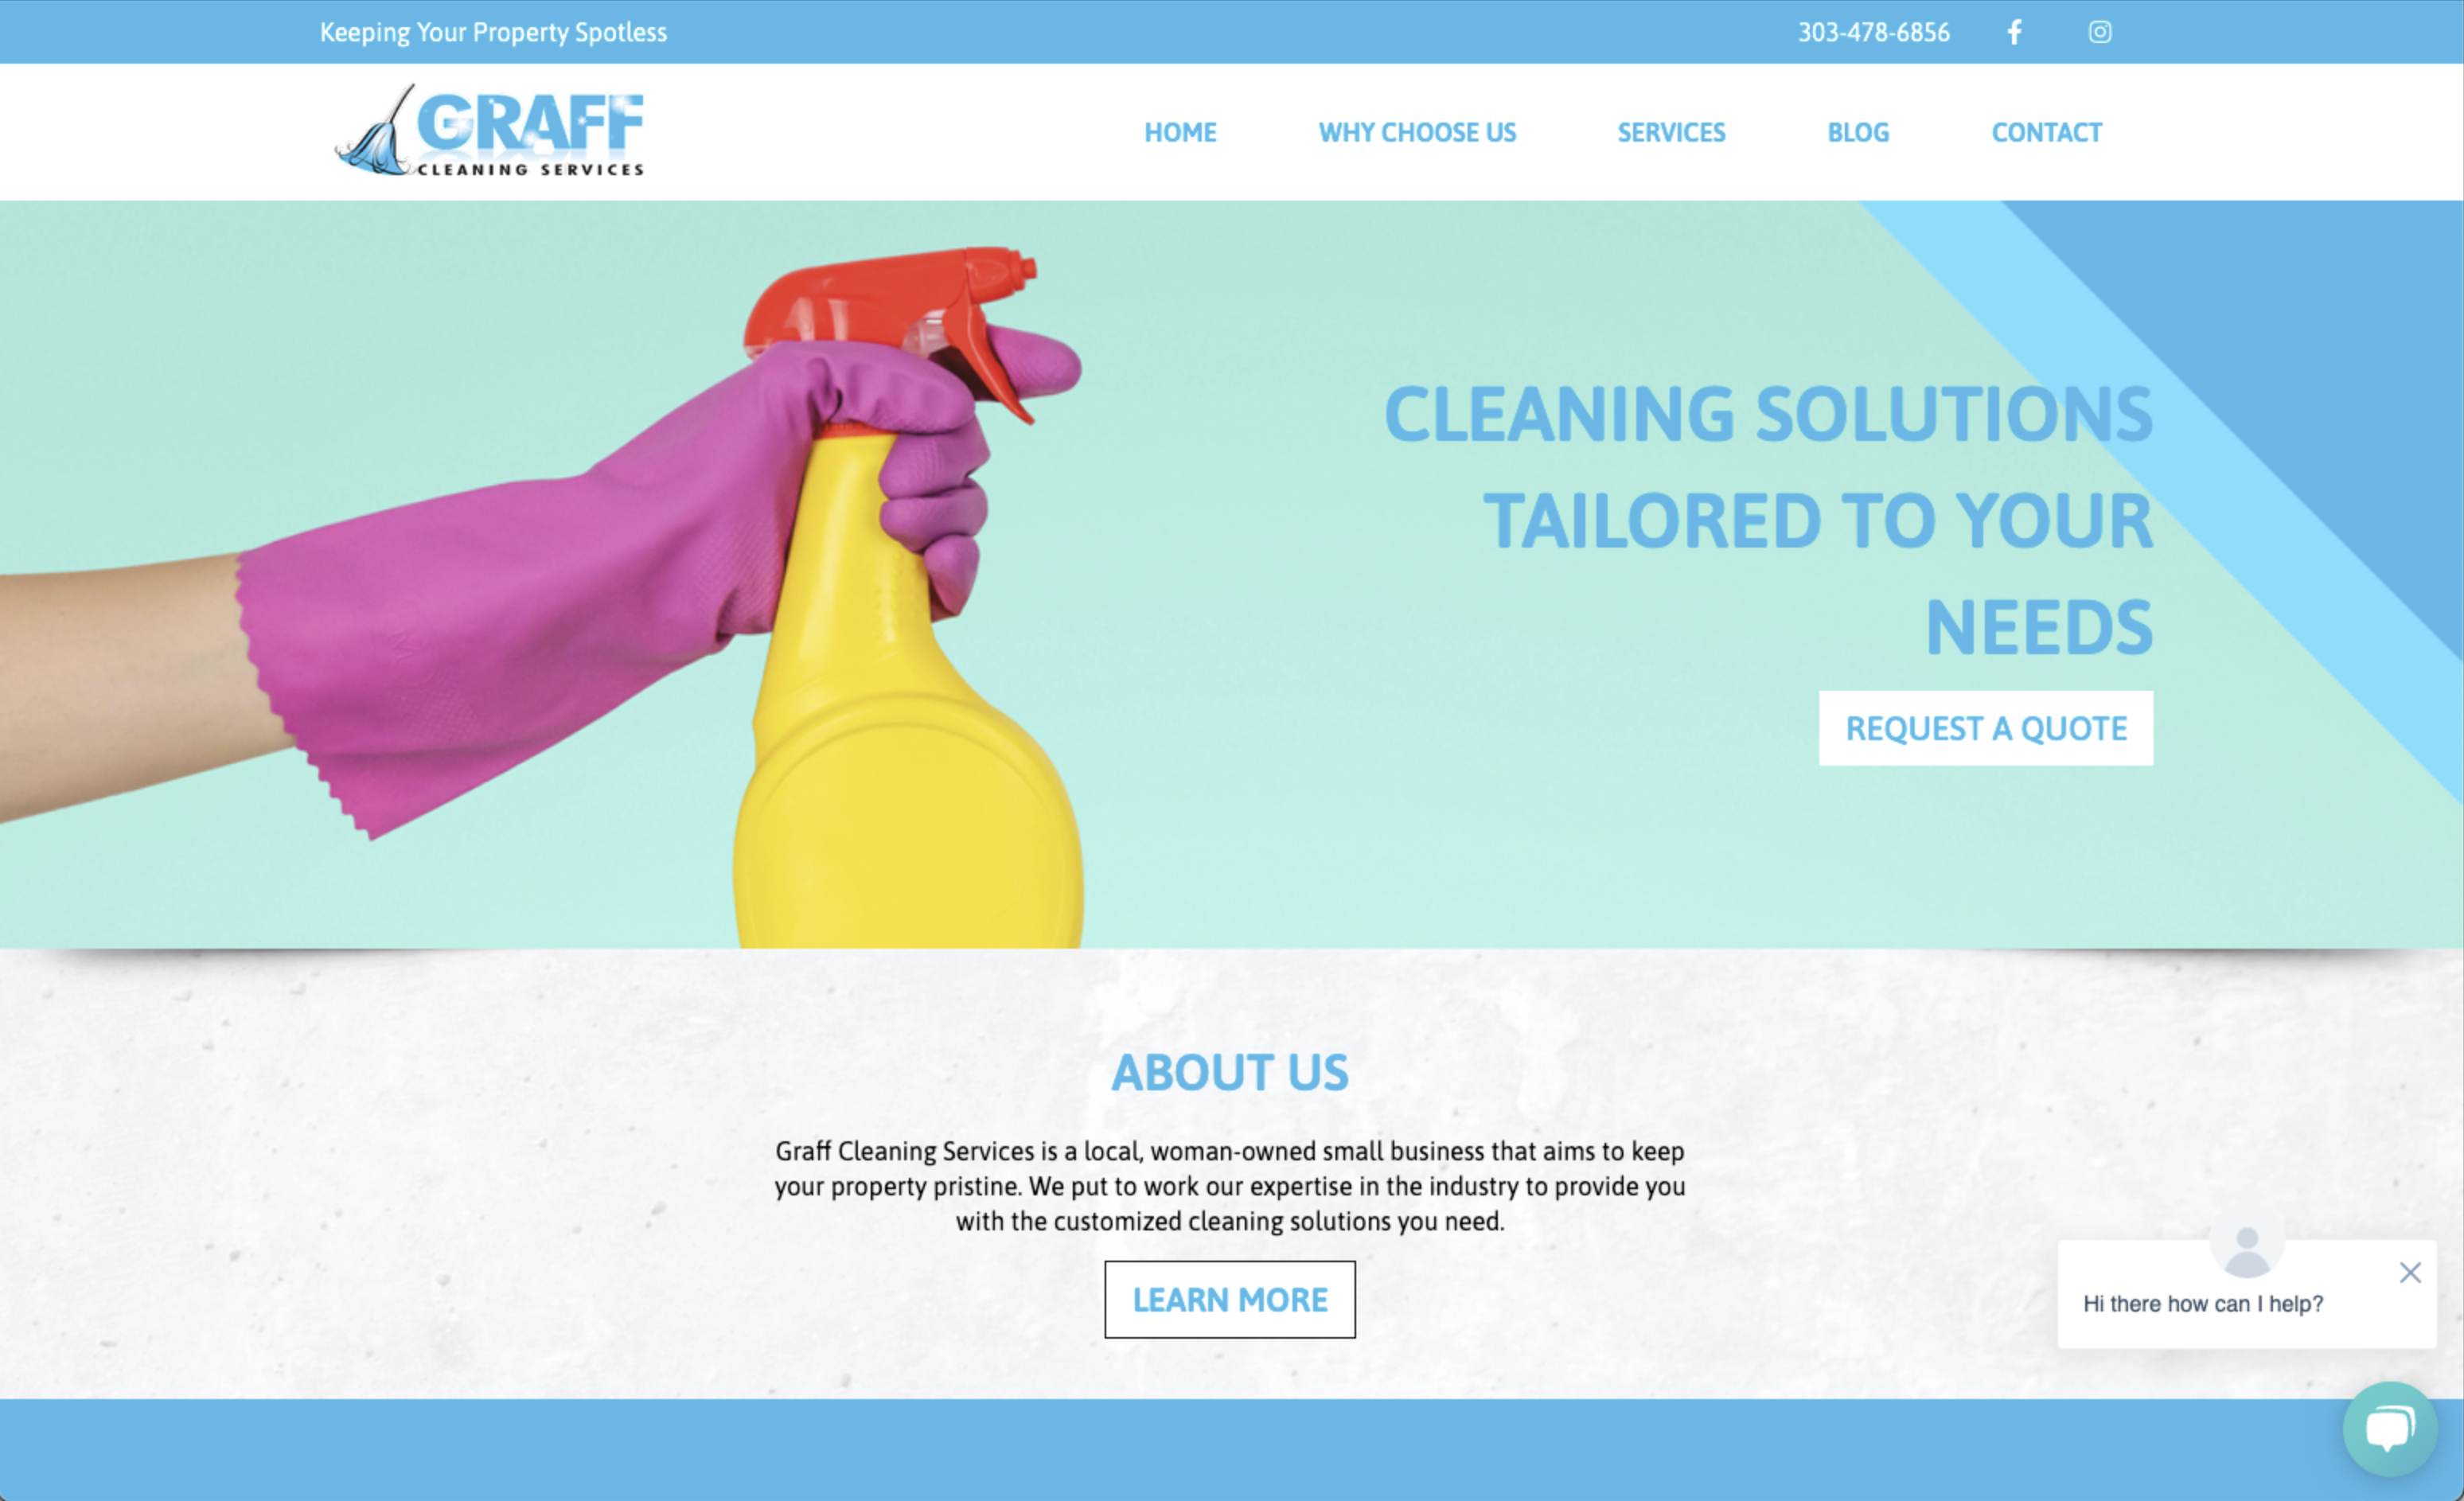 Keeping Your Property Spotless
303-478-6856
GRAFF
CLEANING SERVICES
HOME
WHY CHOOSE US
SERVICES
BLOG
CONTACT
CLEANING SOLUTIONS
TAILORED TO YOUR
NEEDS
REQUEST A QUOTE
ABOUT US
Graff Cleaning Services is a local, woman-owned small business that aims to keep
your property pristine. We put to work our expertise in the industry to provide you
with the customized cleaning solutions you need.
LEARN MORE
Hi there how can I help?